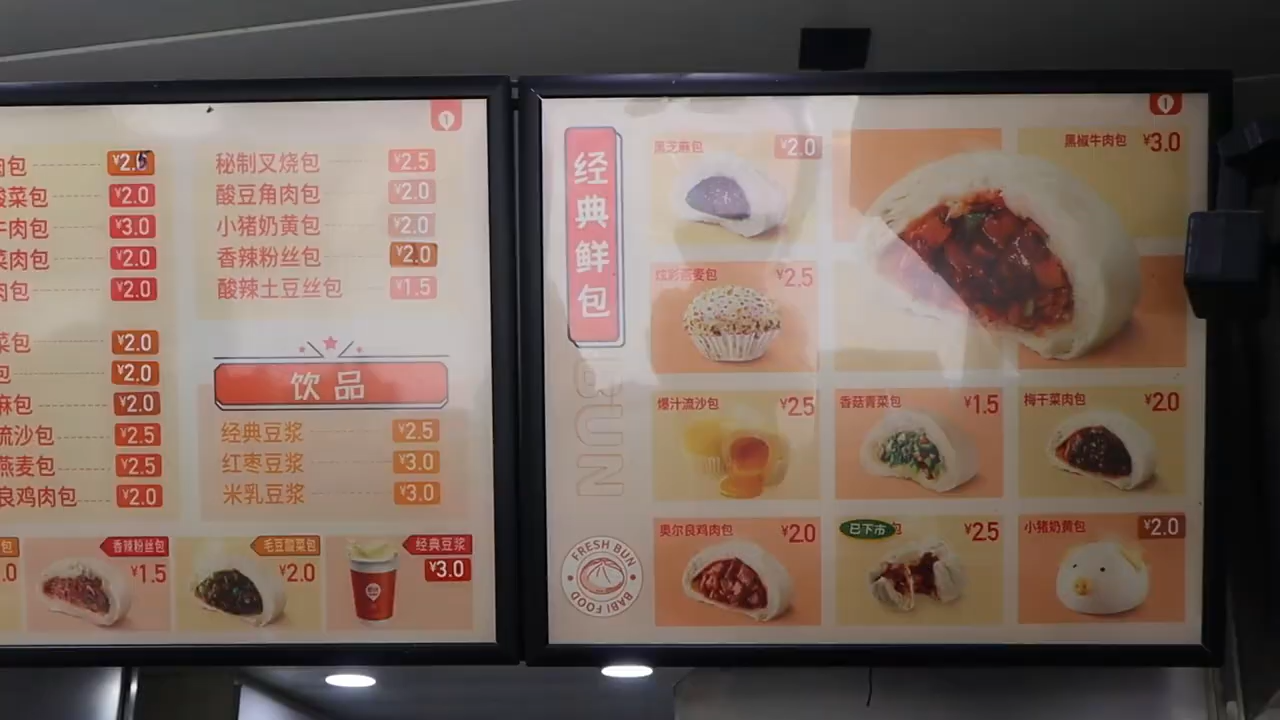 肉包 ¥2.5
酸菜包 ¥2.0
牛肉包 ¥3.0
菜肉包 ¥2.0
肉包 ¥2.0
菜包 ¥2.0
包 ¥2.0
麻包 ¥2.0
流沙包 ¥2.5
燕麦包 ¥2.5
良鸡肉包 ¥2.0
秘制叉烧包 ¥2.5
酸豆角肉包 ¥2.0
小猪奶黄包 ¥2.0
香辣粉丝包 ¥2.0
酸辣土豆丝包 ¥1.5
饮品
经典豆浆 ¥2.5
红枣豆浆 ¥3.0
米乳豆浆 ¥3.0
包 .0
香辣粉丝包 ¥1.5
毛豆酸菜包 ¥2.0
经典豆浆 ¥3.0
1
经典鲜包
BUN
FRESH BUN
BABI FOOD
1
黑芝麻包 ¥2.0
黑椒牛肉包 ¥3.0
炫彩燕麦包 ¥2.5
爆汁流沙包 ¥2.5
香菇青菜包 ¥1.5
梅干菜肉包 ¥2.0
奥尔良鸡肉包 ¥2.0
已下市 包 ¥2.5
小猪奶黄包 ¥2.0